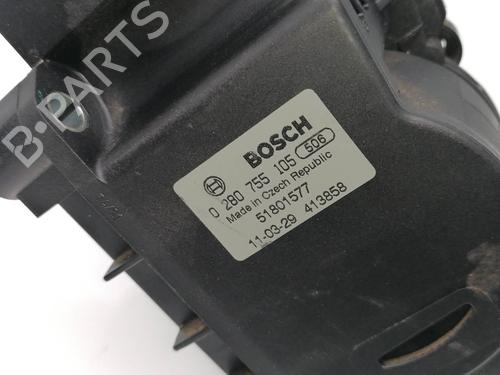 B-PARTS
BOSCH
0 280 755 105 506
Made in Czech Republic
51801577
11-03-29 413858